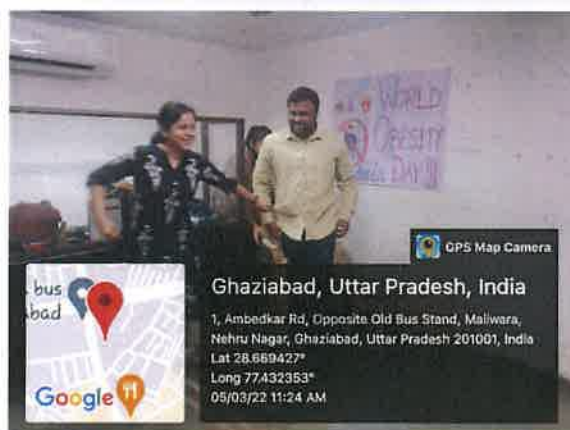 WORLD
OBESITY
DAY
GPS Map Camera
bus
bad
Google
Ghaziabad, Uttar Pradesh, India
1, Ambedkar Rd, Opposite Old Bus Stand, Maliwara,
Nehru Nagar, Ghaziabad, Uttar Pradesh 201001, India
Lat 28.669427°
Long 77.432353°
05/03/22 11:24 AM